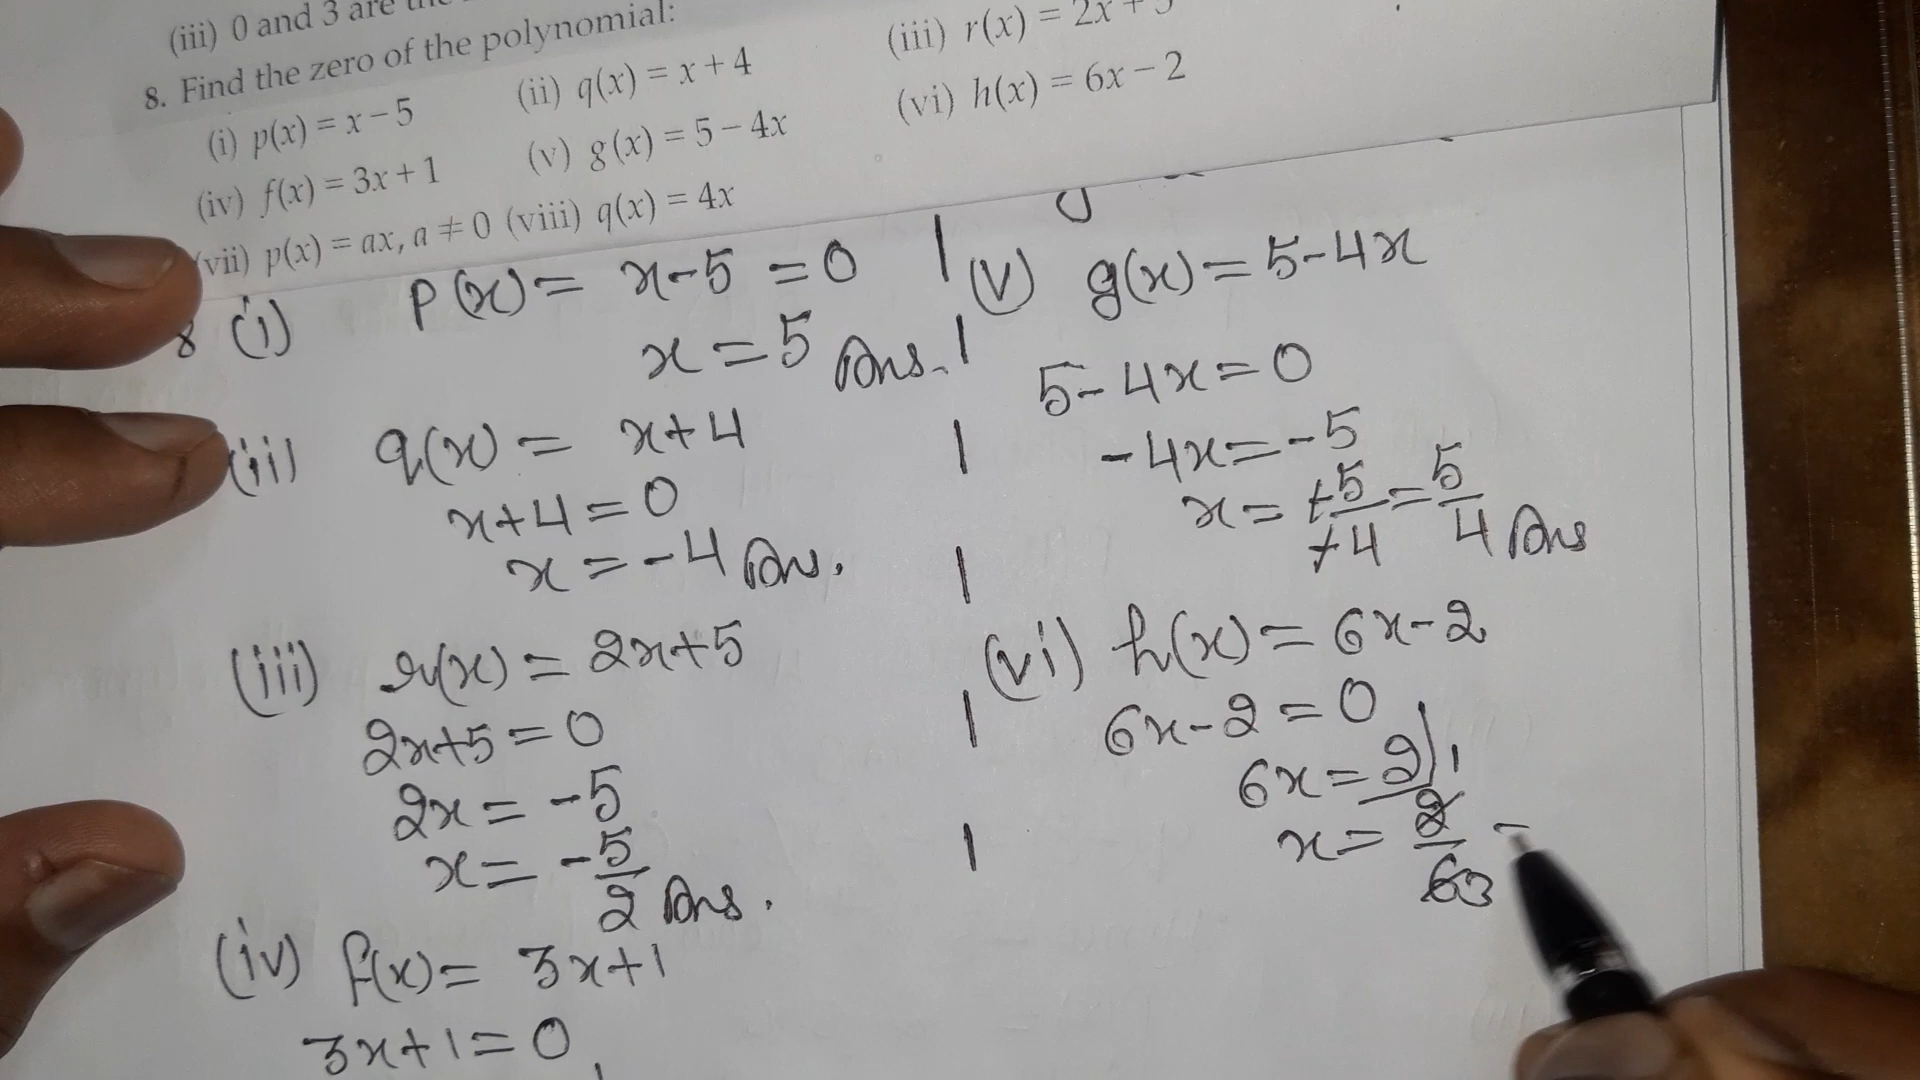 (iii) 0 and 3 are the
8. Find the zero of the polynomial:
(i) p(x) = x − 5 (ii) q(x) = x + 4 (iii) r(x) = 2x + 5
(iv) f(x) = 3x + 1 (v) g(x) = 5 − 4x (vi) h(x) = 6x − 2
(vii) p(x) = ax, a ≠ 0 (viii) q(x) = 4x
8 (i) p(x) = x-5 = 0
x = 5 Ans.
(ii) q(x) = x+4
x+4 = 0
x = -4 Ans.
(iii) r(x) = 2x+5
2x+5 = 0
2x = -5
x = -5/2 Ans.
(iv) f(x) = 3x+1
3x+1 = 0
(v) g(x) = 5-4x
5-4x = 0
-4x = -5
x = +5/+4 = 5/4 Ans
(vi) h(x) = 6x-2
6x-2 = 0
6x = 2
x = 2/6 =
1
3